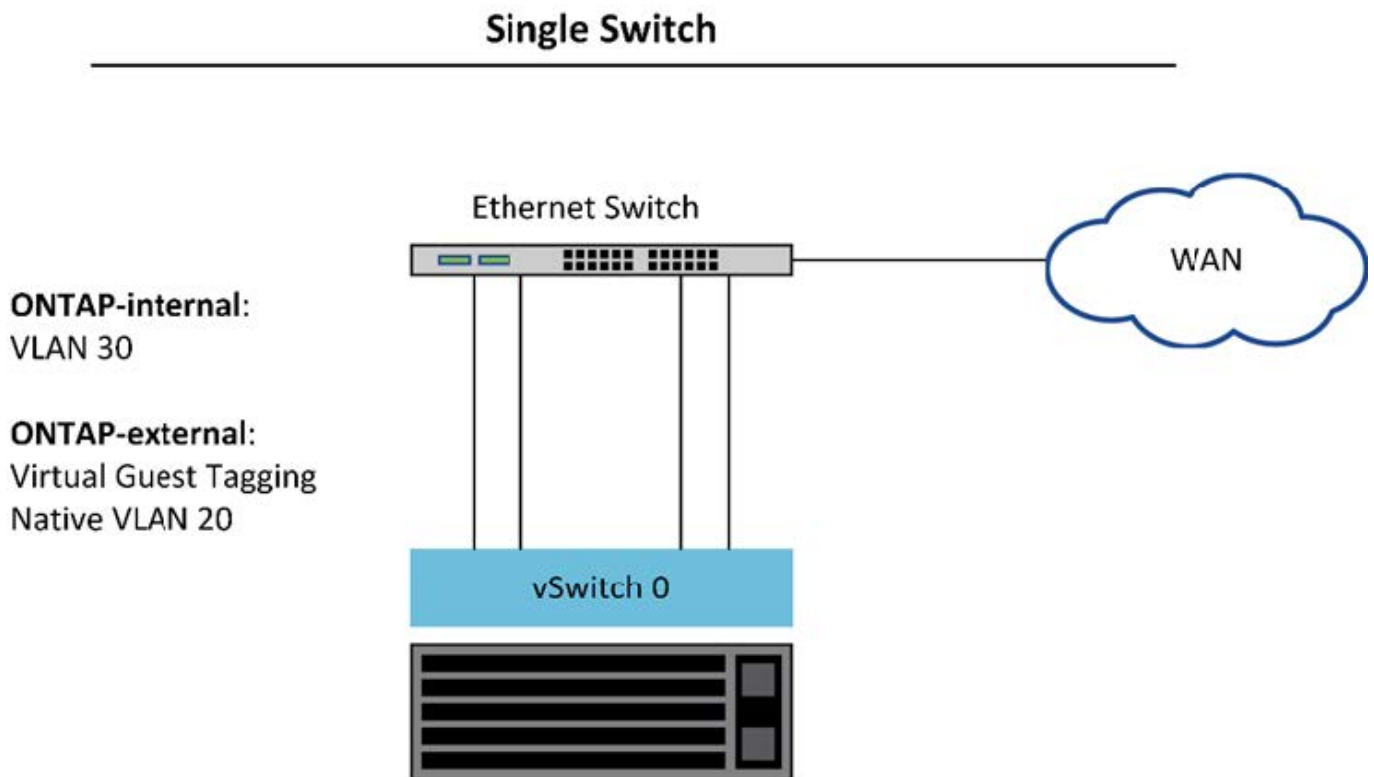 Single Switch
Ethernet Switch
WAN
ONTAP-internal:
VLAN 30
ONTAP-external:
Virtual Guest Tagging
Native VLAN 20
vSwitch 0